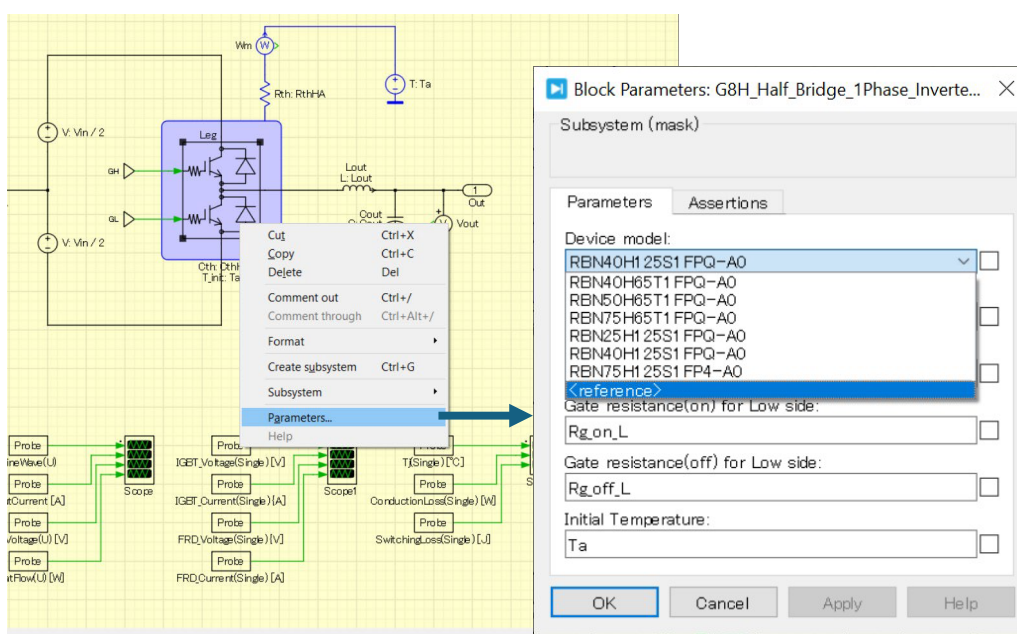 Wm
W
Rth: RthHA
T: Ta
V: Vin / 2
Leg
GH
GL
Lout
L: Lout
1
Out
Cout
Vout
V: Vin / 2
T_init: Ta
Cut Ctrl+X
Copy Ctrl+C
Delete Del
Comment out Ctrl+/
Comment through Ctrl+Alt+/
Format
Create subsystem Ctrl+G
Subsystem
Parameters...
Help
Probe
Probe
Probe
Probe
Scope
Probe
IGBT_Voltage(Single) [V]
Probe
IGBT_Current(Single) [A]
Probe
FRD_Voltage(Single) [V]
Probe
FRD_Current(Single) [A]
Scope1
Tj(Single) [°C]
Probe
ConductionLoss(Single) [W]
Probe
SwitchingLoss(Single) [J]
Block Parameters: G8H_Half_Bridge_1Phase_Inverte...
Subsystem (mask)
Parameters Assertions
Device model:
RBN40H125S1FPQ-A0
RBN40H65T1FPQ-A0
RBN50H65T1FPQ-A0
RBN75H65T1FPQ-A0
RBN25H125S1FPQ-A0
RBN40H125S1FPQ-A0
RBN75H125S1FP4-A0
<reference>
Gate resistance(on) for Low side:
Rg_on_L
Gate resistance(off) for Low side:
Rg_off_L
Initial Temperature:
Ta
OK Cancel Apply Help